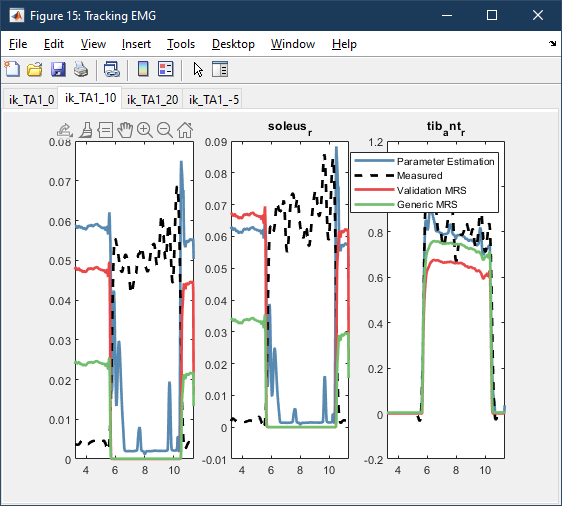 Figure 15: Tracking EMG
File Edit View Insert Tools Desktop Window Help
ik_TA1_0 ik_TA1_10 ik_TA1_20 ik_TA1_-5
soleus_r tib_ant_r
0.08
0.07
0.06
0.05
0.04
0.03
0.02
0.01
0
4 6 8 10
0.09
0.08
0.07
0.06
0.05
0.04
0.03
0.02
0.01
0
-0.01
4 6 8 10
1.2
0.8
0.6
0.4
0.2
0
-0.2
4 6 8 10
Parameter Estimation
Measured
Validation MRS
Generic MRS